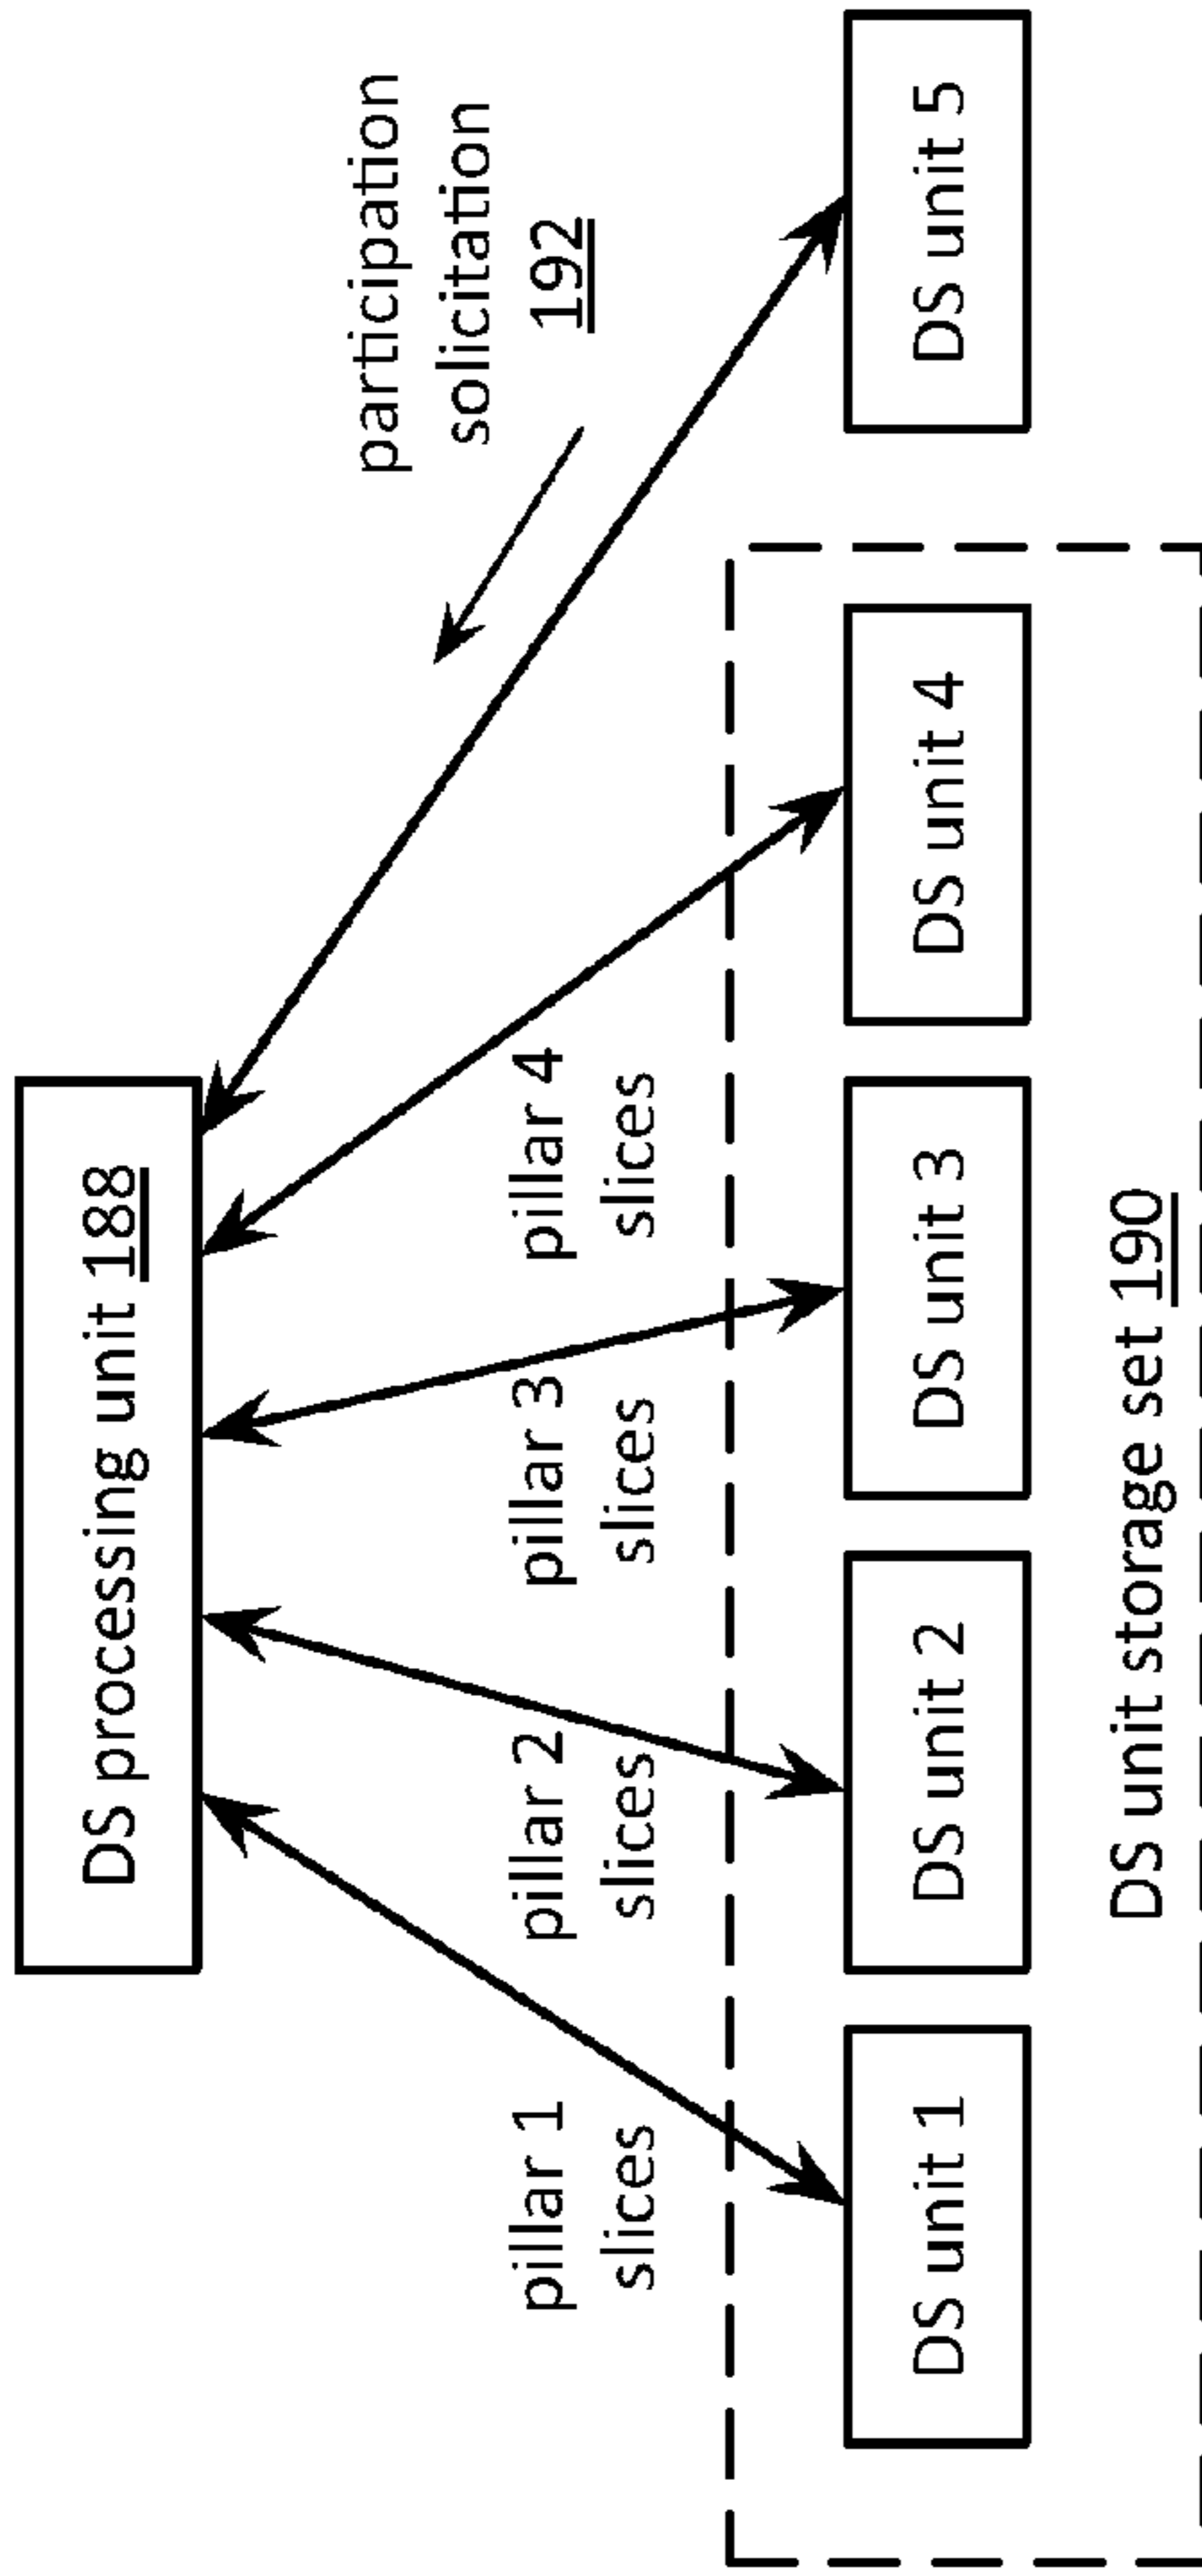 DS processing unit 188
participation
solicitation
192
pillar 1
slices
pillar 2
slices
pillar 3
slices
pillar 4
slices
DS unit 1
DS unit 2
DS unit 3
DS unit 4
DS unit 5
DS unit storage set 190